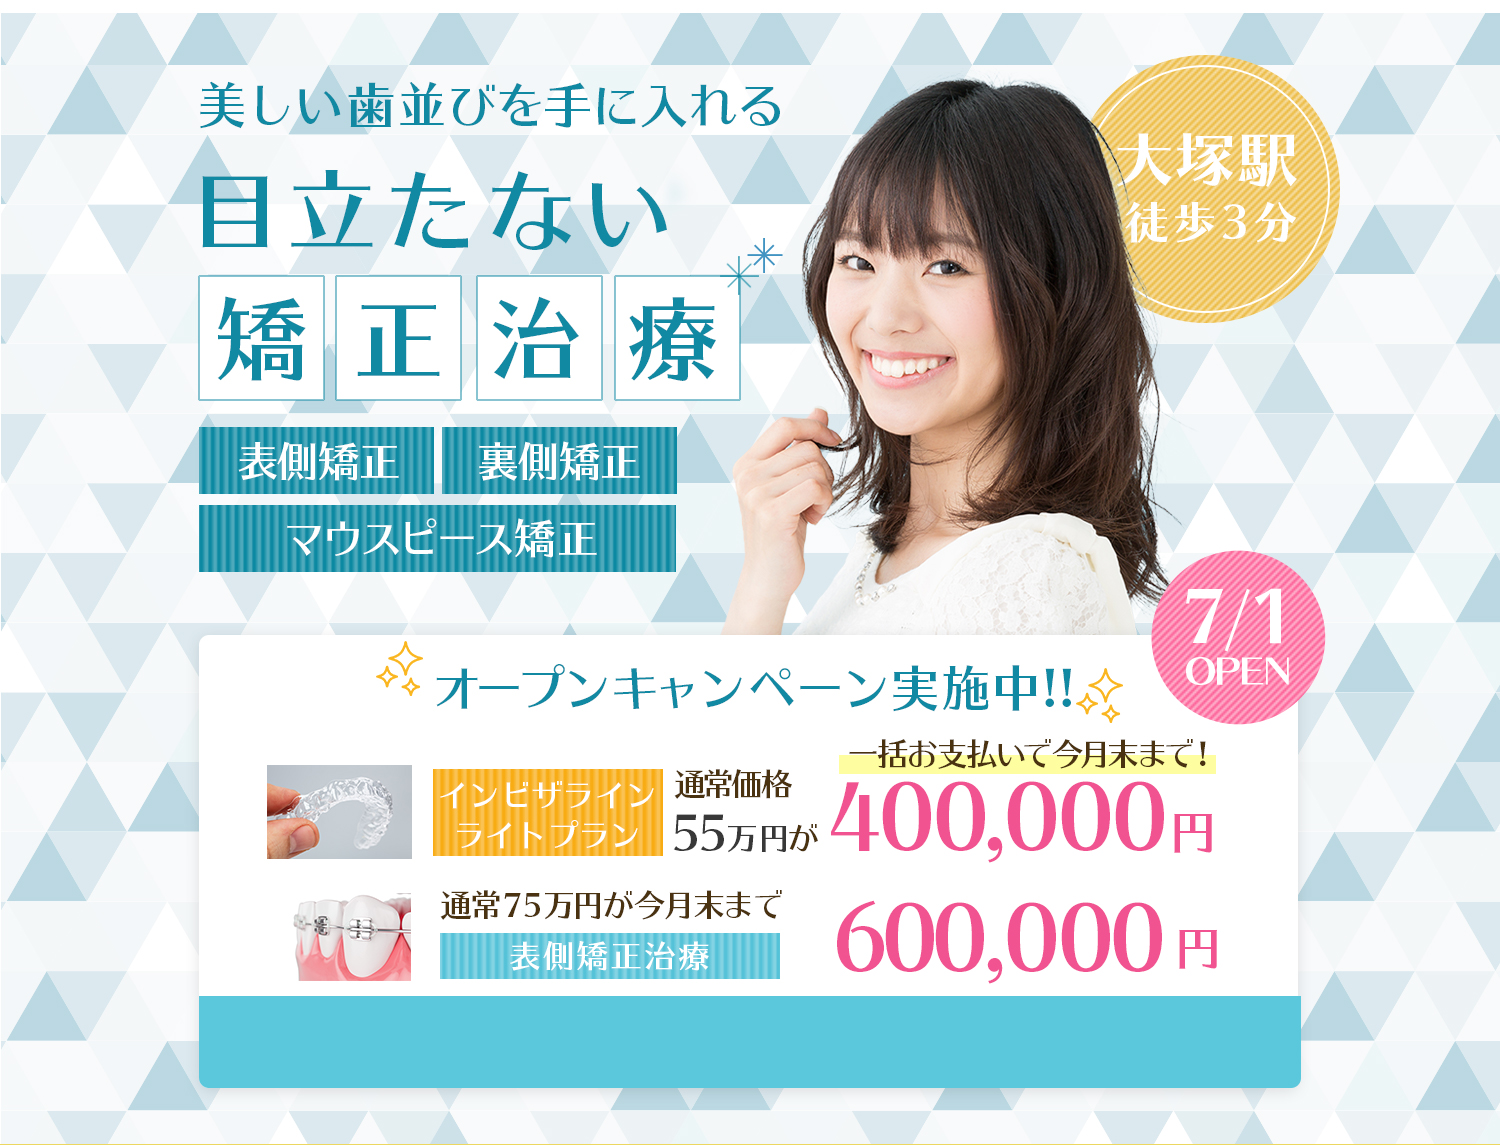 美しい歯並びを手に入れる
目立たない
矯正治療
大塚駅
徒歩3分
表側矯正
裏側矯正
マウスピース矯正
7/1
OPEN
オープンキャンペーン実施中!!
インビザライン
ライトプラン
通常価格
55万円が
一括お支払いで今月末まで!
400,000円
通常75万円が今月末まで
表側矯正治療
600,000円